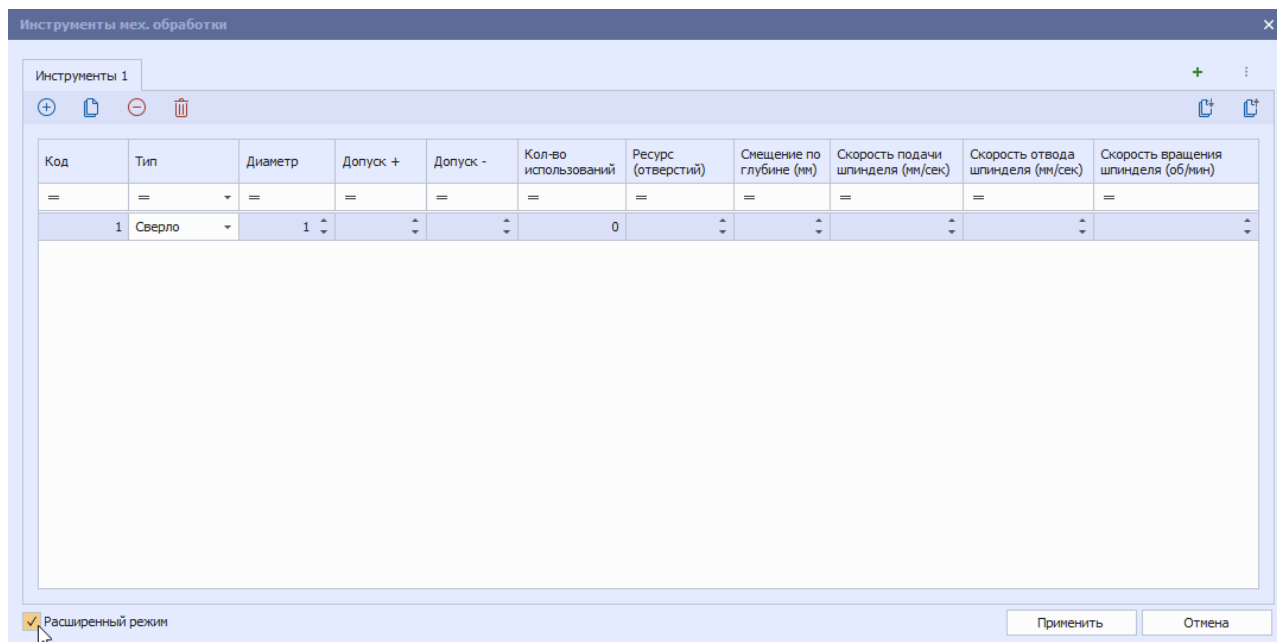 Инструменты мех. обработки
Инструменты 1
Код Тип Диаметр Допуск + Допуск - Кол-во использований Ресурс (отверстий) Смещение по глубине (мм) Скорость подачи шпинделя (мм/сек) Скорость отвода шпинделя (мм/сек) Скорость вращения шпинделя (об/мин)
= = = = = = = = = = =
1 Сверло 1 0
Расширенный режим Применить Отмена